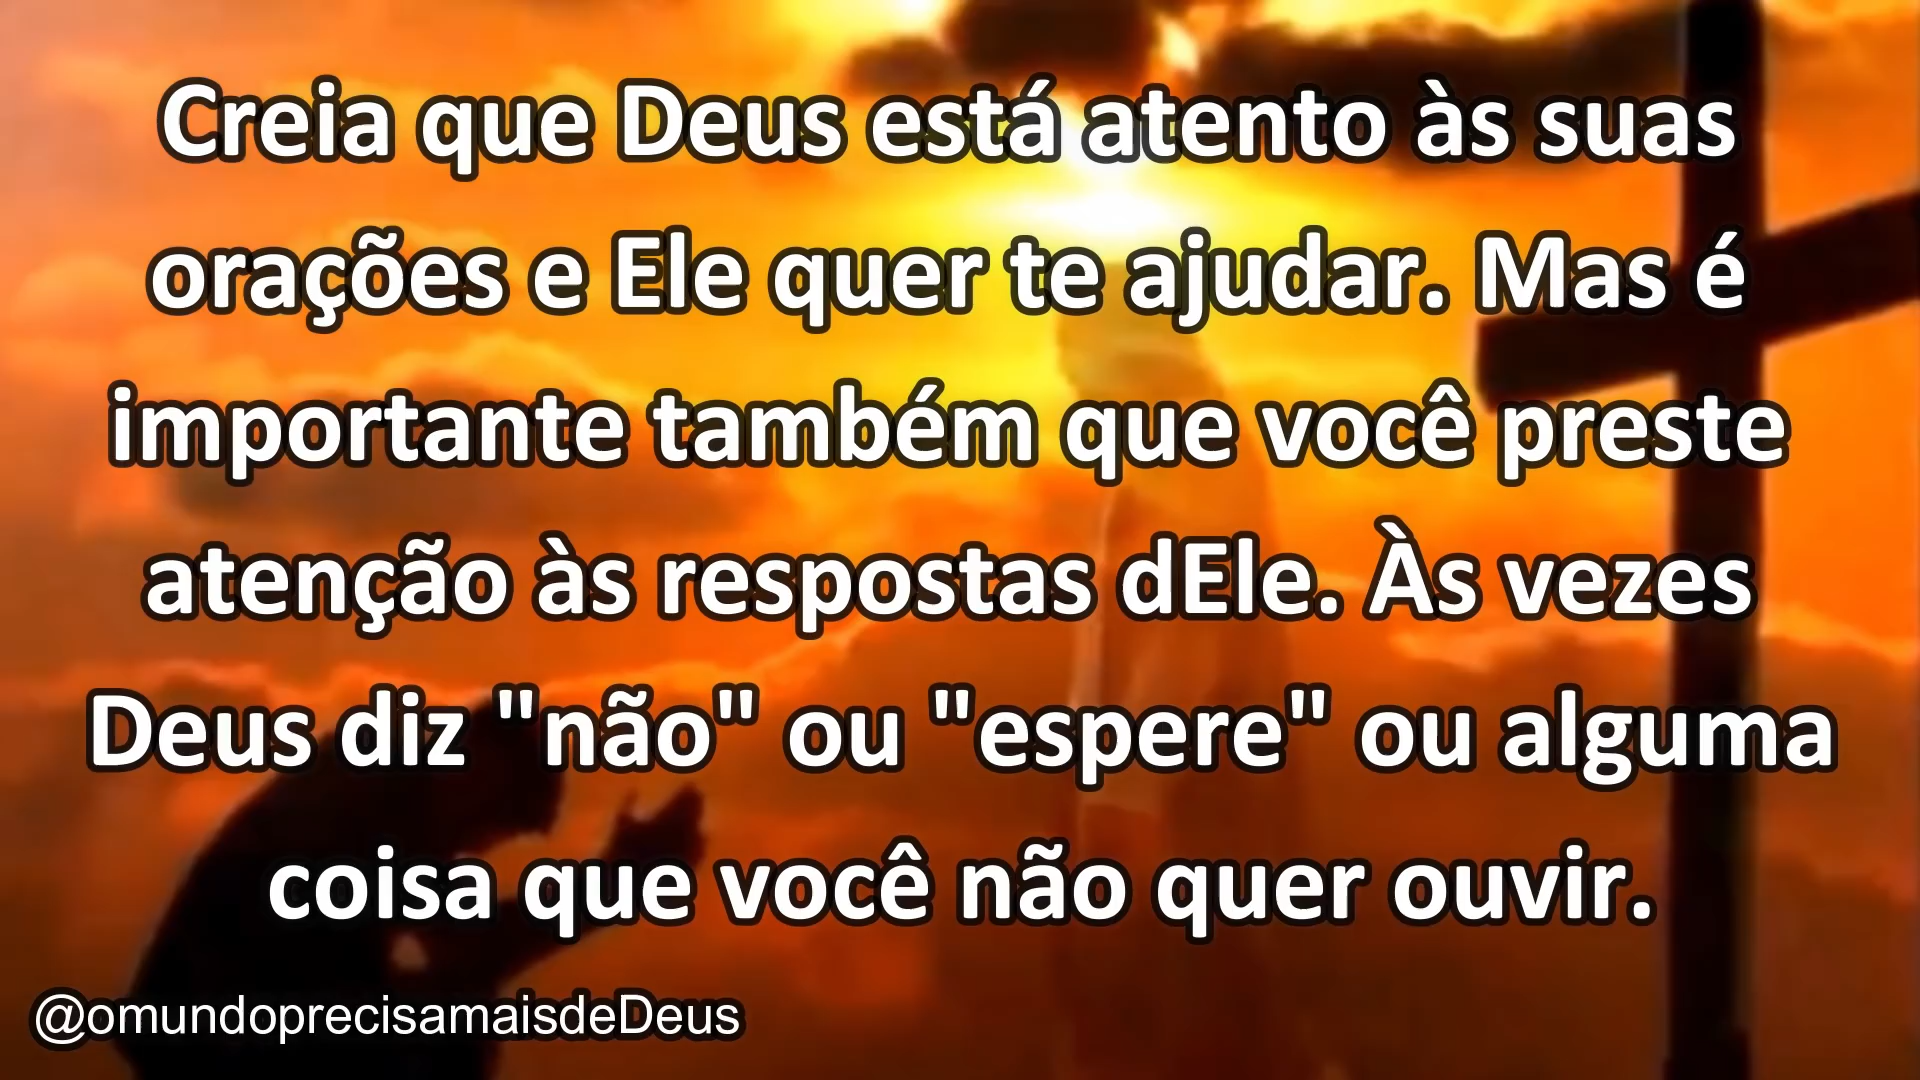 Creia que Deus está atento às suas
orações e Ele quer te ajudar. Mas é
importante também que você preste
atenção às respostas dEle. Às vezes
Deus diz "não" ou "espere" ou alguma
coisa que você não quer ouvir.
@omundoprecisamaisdeDeus